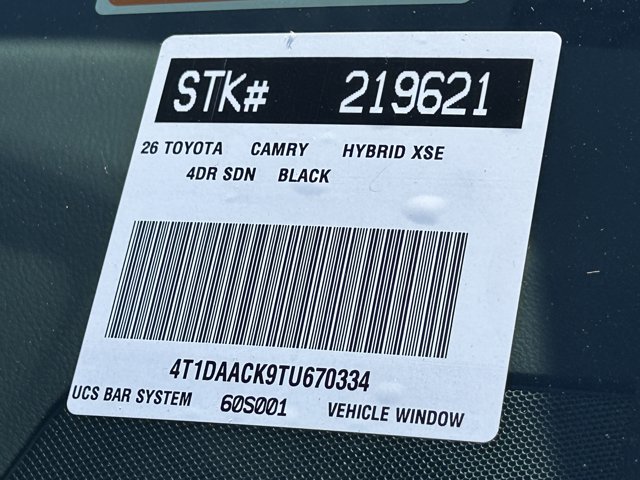 STK# 219621
26 TOYOTA CAMRY HYBRID XSE
4DR SDN BLACK
4T1DAACK9TU670334
UCS BAR SYSTEM 60S001 VEHICLE WINDOW